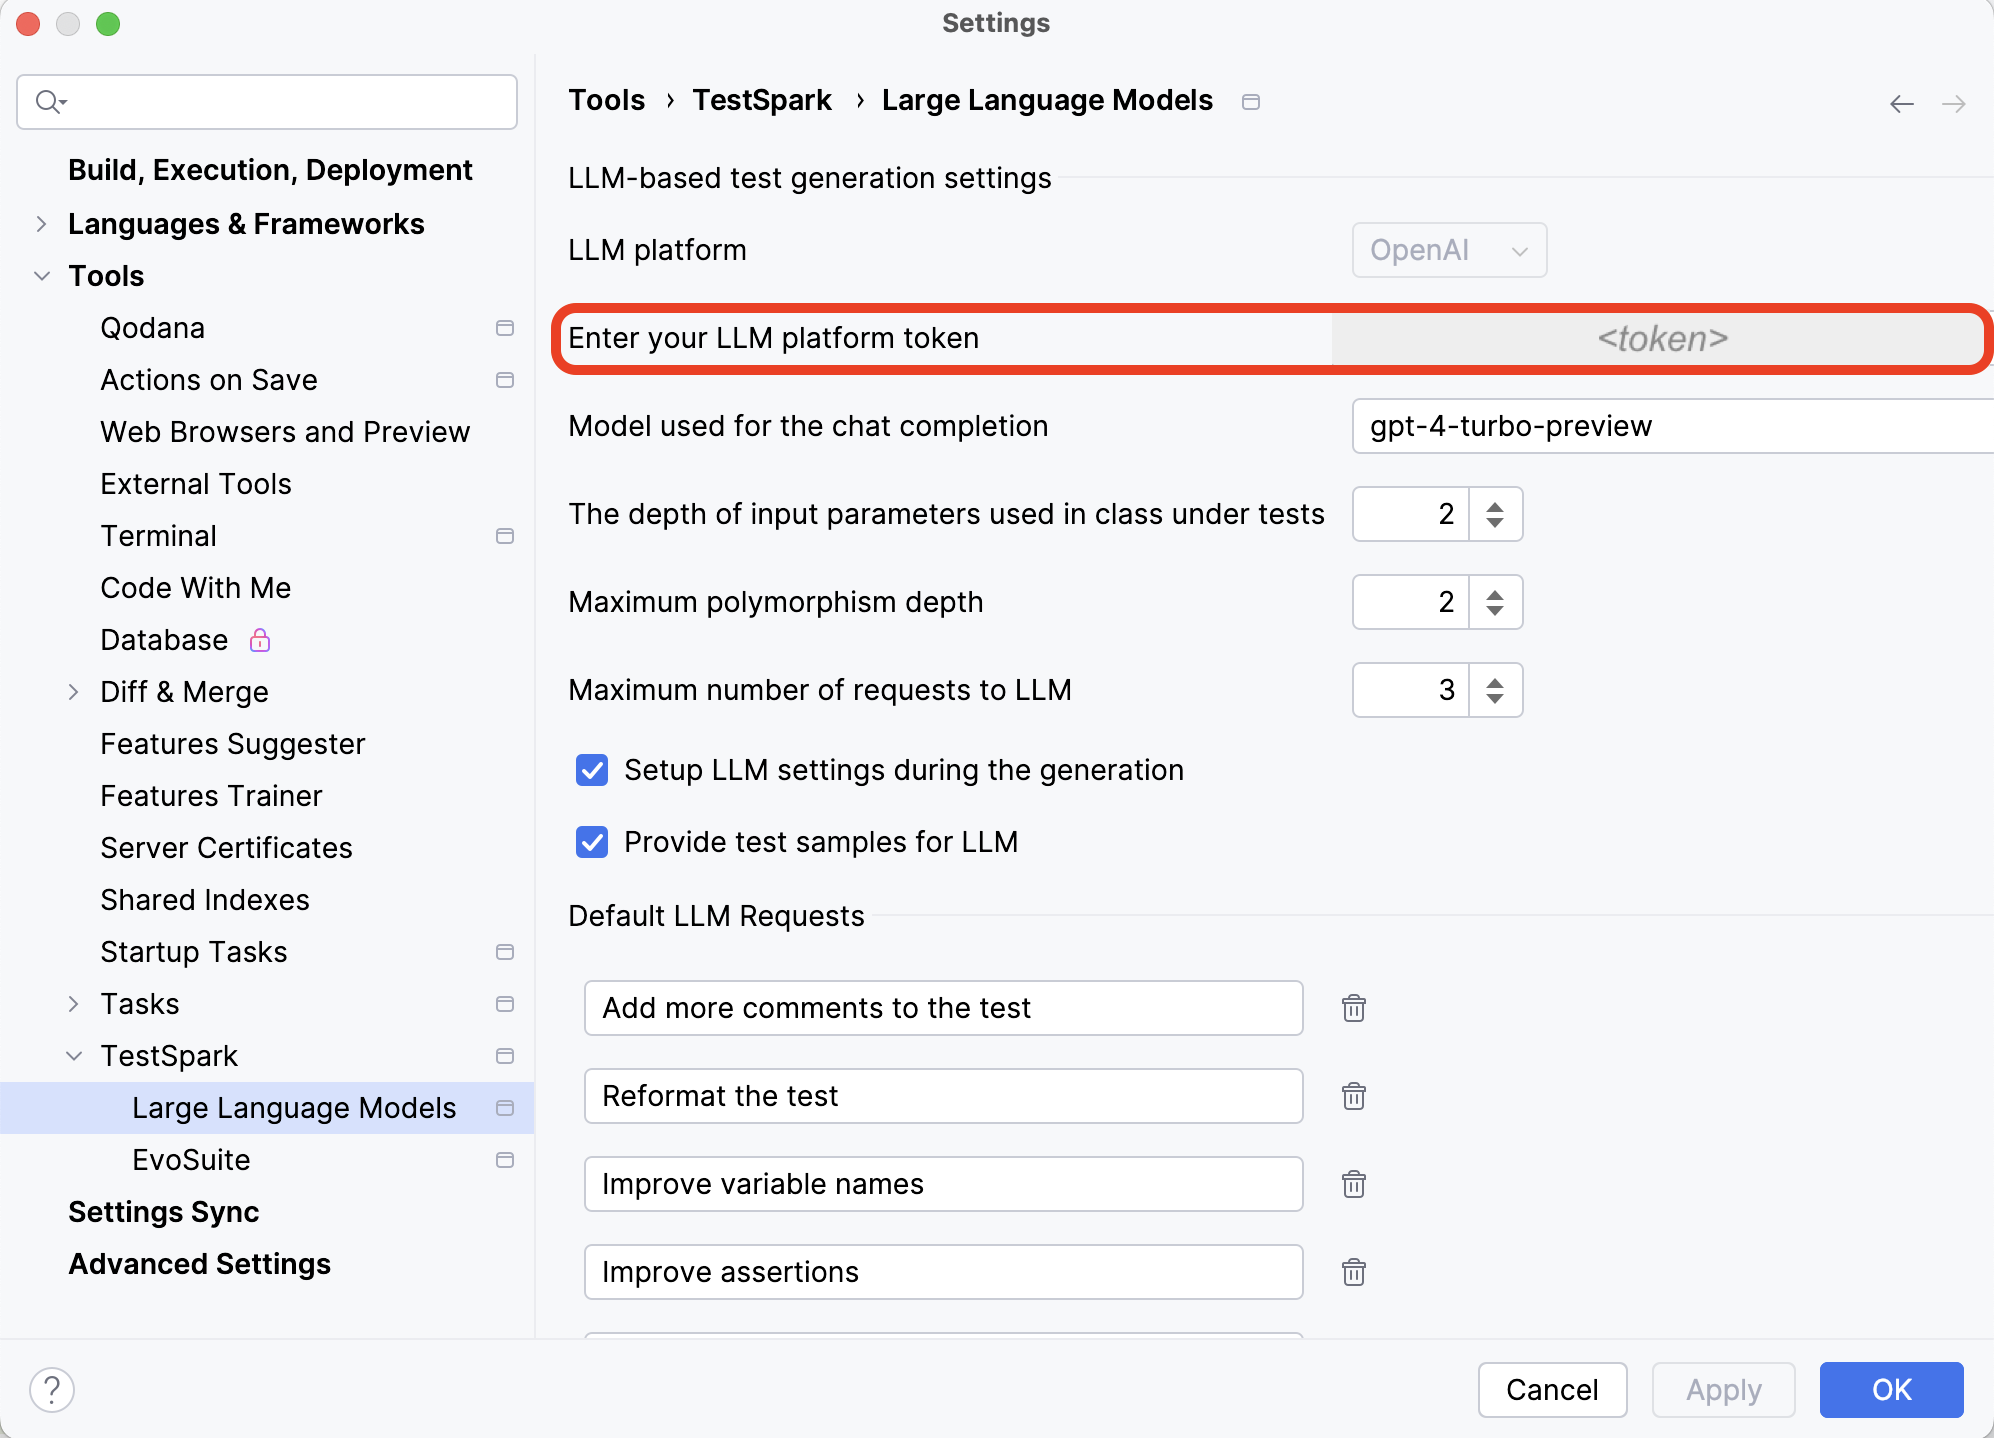 Settings
Build, Execution, Deployment
Languages & Frameworks
Tools
Qodana
Actions on Save
Web Browsers and Preview
External Tools
Terminal
Code With Me
Database
Diff & Merge
Features Suggester
Features Trainer
Server Certificates
Shared Indexes
Startup Tasks
Tasks
TestSpark
Large Language Models
EvoSuite
Settings Sync
Advanced Settings
Tools › TestSpark › Large Language Models
LLM-based test generation settings
LLM platform OpenAI
Enter your LLM platform token <token>
Model used for the chat completion gpt-4-turbo-preview
The depth of input parameters used in class under tests 2
Maximum polymorphism depth 2
Maximum number of requests to LLM 3
Setup LLM settings during the generation
Provide test samples for LLM
Default LLM Requests
Add more comments to the test
Reformat the test
Improve variable names
Improve assertions
? Cancel Apply OK